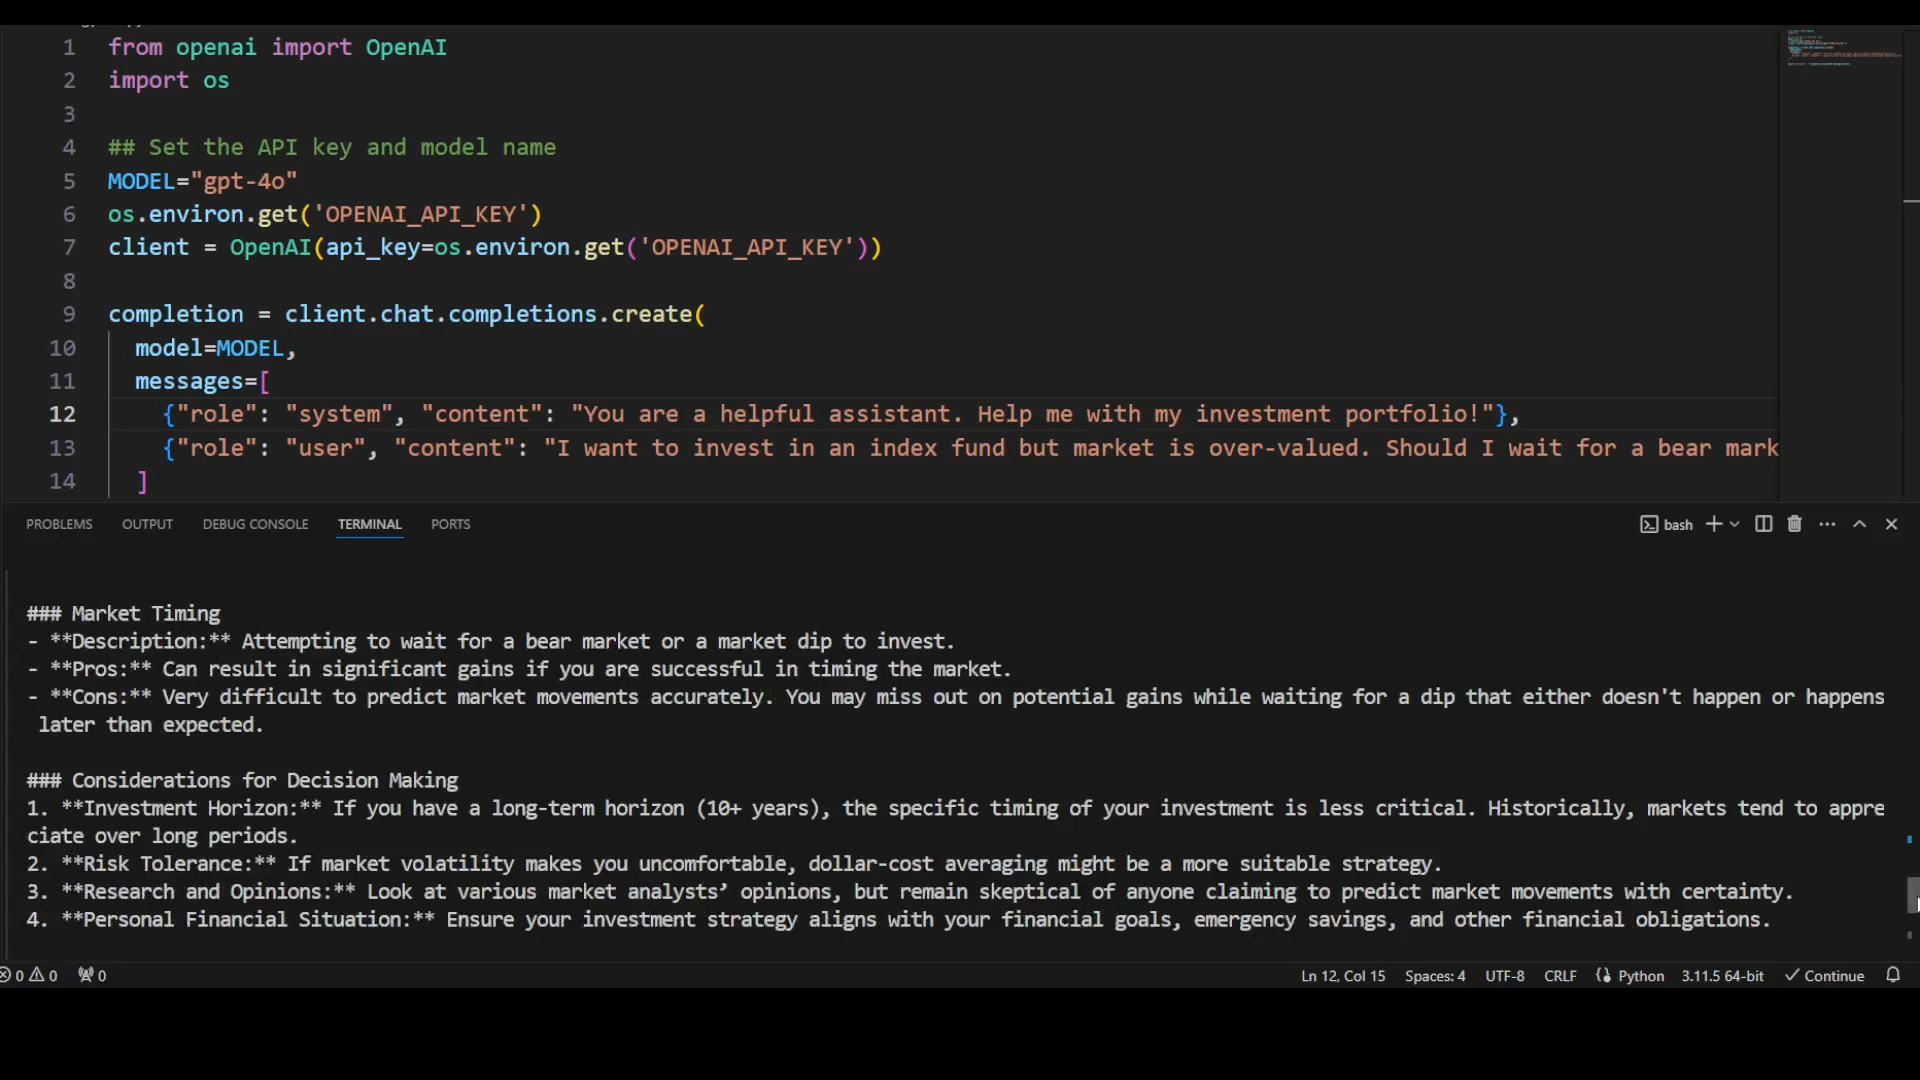 1 from openai import OpenAI
2 import os
3
4 ## Set the API key and model name
5 MODEL="gpt-4o"
6 os.environ.get('OPENAI_API_KEY')
7 client = OpenAI(api_key=os.environ.get('OPENAI_API_KEY'))
8
9 completion = client.chat.completions.create(
10 model=MODEL,
11 messages=[
12 {"role": "system", "content": "You are a helpful assistant. Help me with my investment portfolio!"},
13 {"role": "user", "content": "I want to invest in an index fund but market is over-valued. Should I wait for a bear mark
14 ]
PROBLEMS OUTPUT DEBUG CONSOLE TERMINAL PORTS bash
### Market Timing
- **Description:** Attempting to wait for a bear market or a market dip to invest.
- **Pros:** Can result in significant gains if you are successful in timing the market.
- **Cons:** Very difficult to predict market movements accurately. You may miss out on potential gains while waiting for a dip that either doesn't happen or happens
later than expected.
### Considerations for Decision Making
1. **Investment Horizon:** If you have a long-term horizon (10+ years), the specific timing of your investment is less critical. Historically, markets tend to appre
ciate over long periods.
2. **Risk Tolerance:** If market volatility makes you uncomfortable, dollar-cost averaging might be a more suitable strategy.
3. **Research and Opinions:** Look at various market analysts’ opinions, but remain skeptical of anyone claiming to predict market movements with certainty.
4. **Personal Financial Situation:** Ensure your investment strategy aligns with your financial goals, emergency savings, and other financial obligations.
0 0 0 Ln 12, Col 15 Spaces: 4 UTF-8 CRLF Python 3.11.5 64-bit Continue